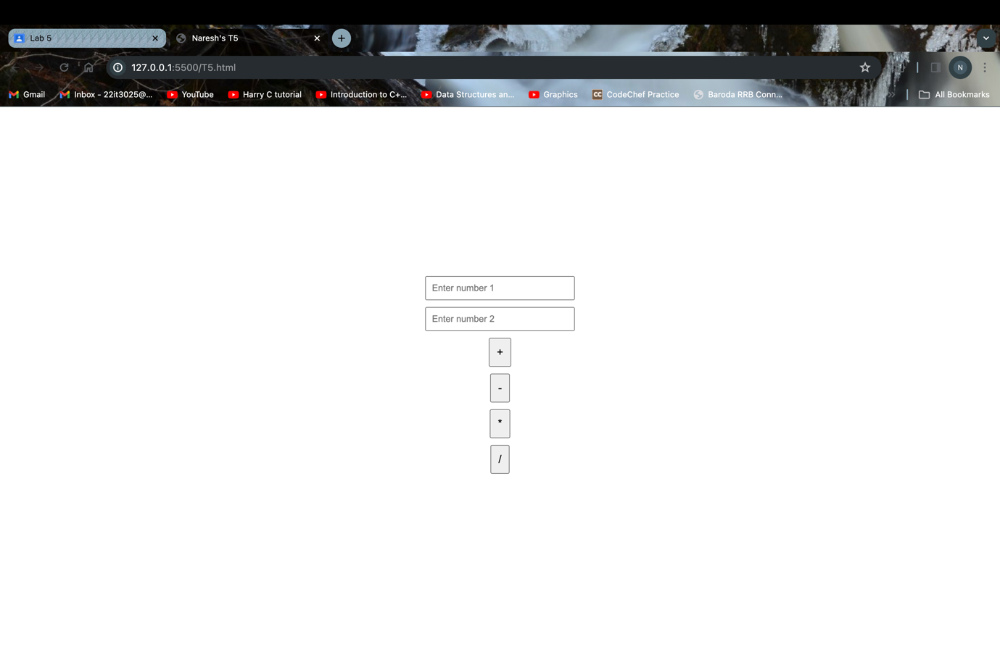 Lab 5
Naresh's T5
127.0.0.1:5500/T5.html
N
Gmail
Inbox - 22it3025@...
YouTube
Harry C tutorial
Introduction to C+...
Data Structures an...
Graphics
CC CodeChef Practice
Baroda RRB Conn...
»
All Bookmarks
Enter number 1
Enter number 2
+
-
*
/